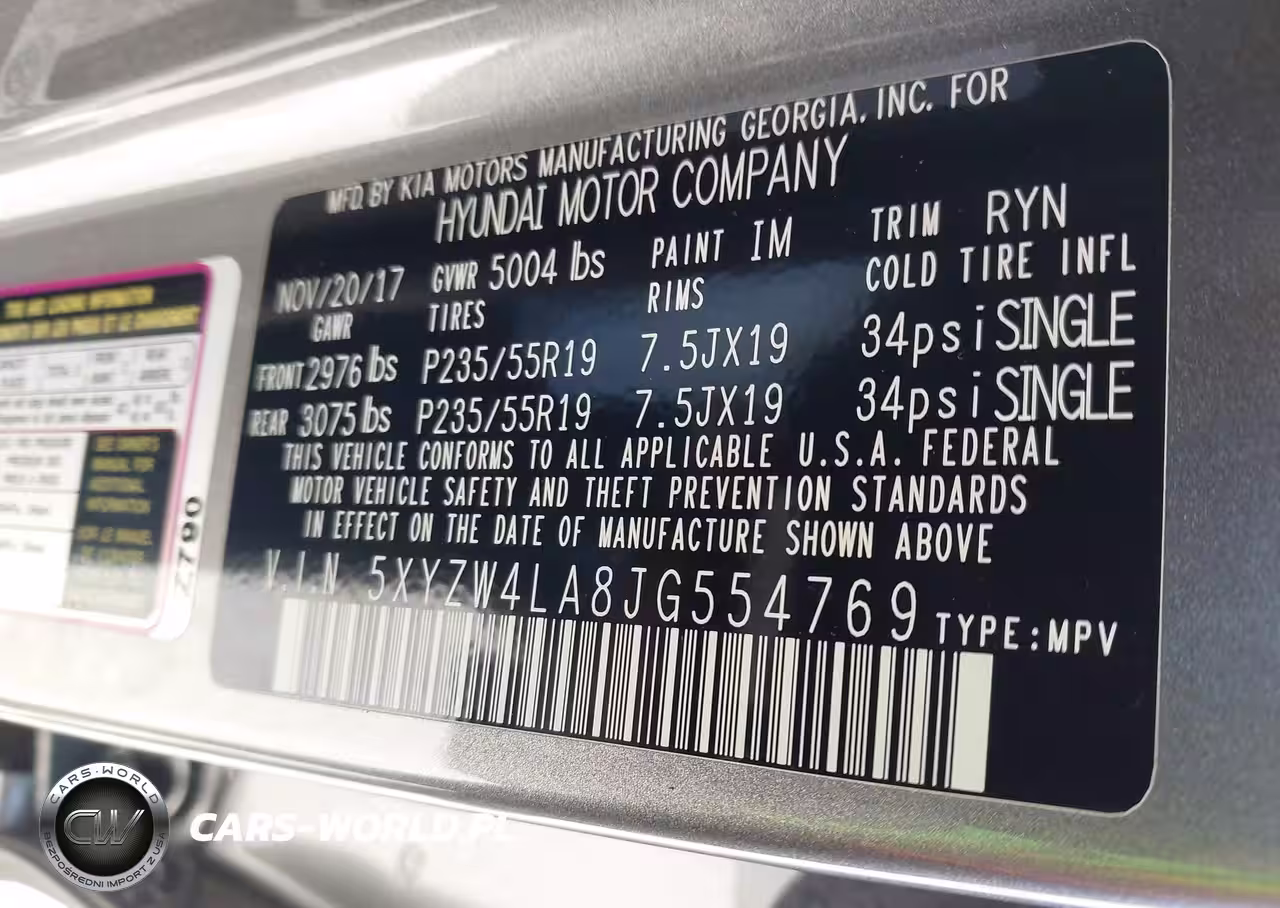 MFD. BY KIA MOTORS MANUFACTURING GEORGIA, INC. FOR
HYUNDAI MOTOR COMPANY
NOV/20/17 GVWR 5004 lbs PAINT IM TRIM RYN
GAWR TIRES RIMS COLD TIRE INFL
FRONT 2976 lbs P235/55R19 7.5JX19 34psi SINGLE
REAR 3075 lbs P235/55R19 7.5JX19 34psi SINGLE
THIS VEHICLE CONFORMS TO ALL APPLICABLE U.S.A. FEDERAL
MOTOR VEHICLE SAFETY AND THEFT PREVENTION STANDARDS
IN EFFECT ON THE DATE OF MANUFACTURE SHOWN ABOVE
V.I.N 5XYZW4LA8JG554769 TYPE:MPV
CARS-WORLD
CW
BEZPOŚREDNI IMPORT Z USA
CARS-WORLD.PL